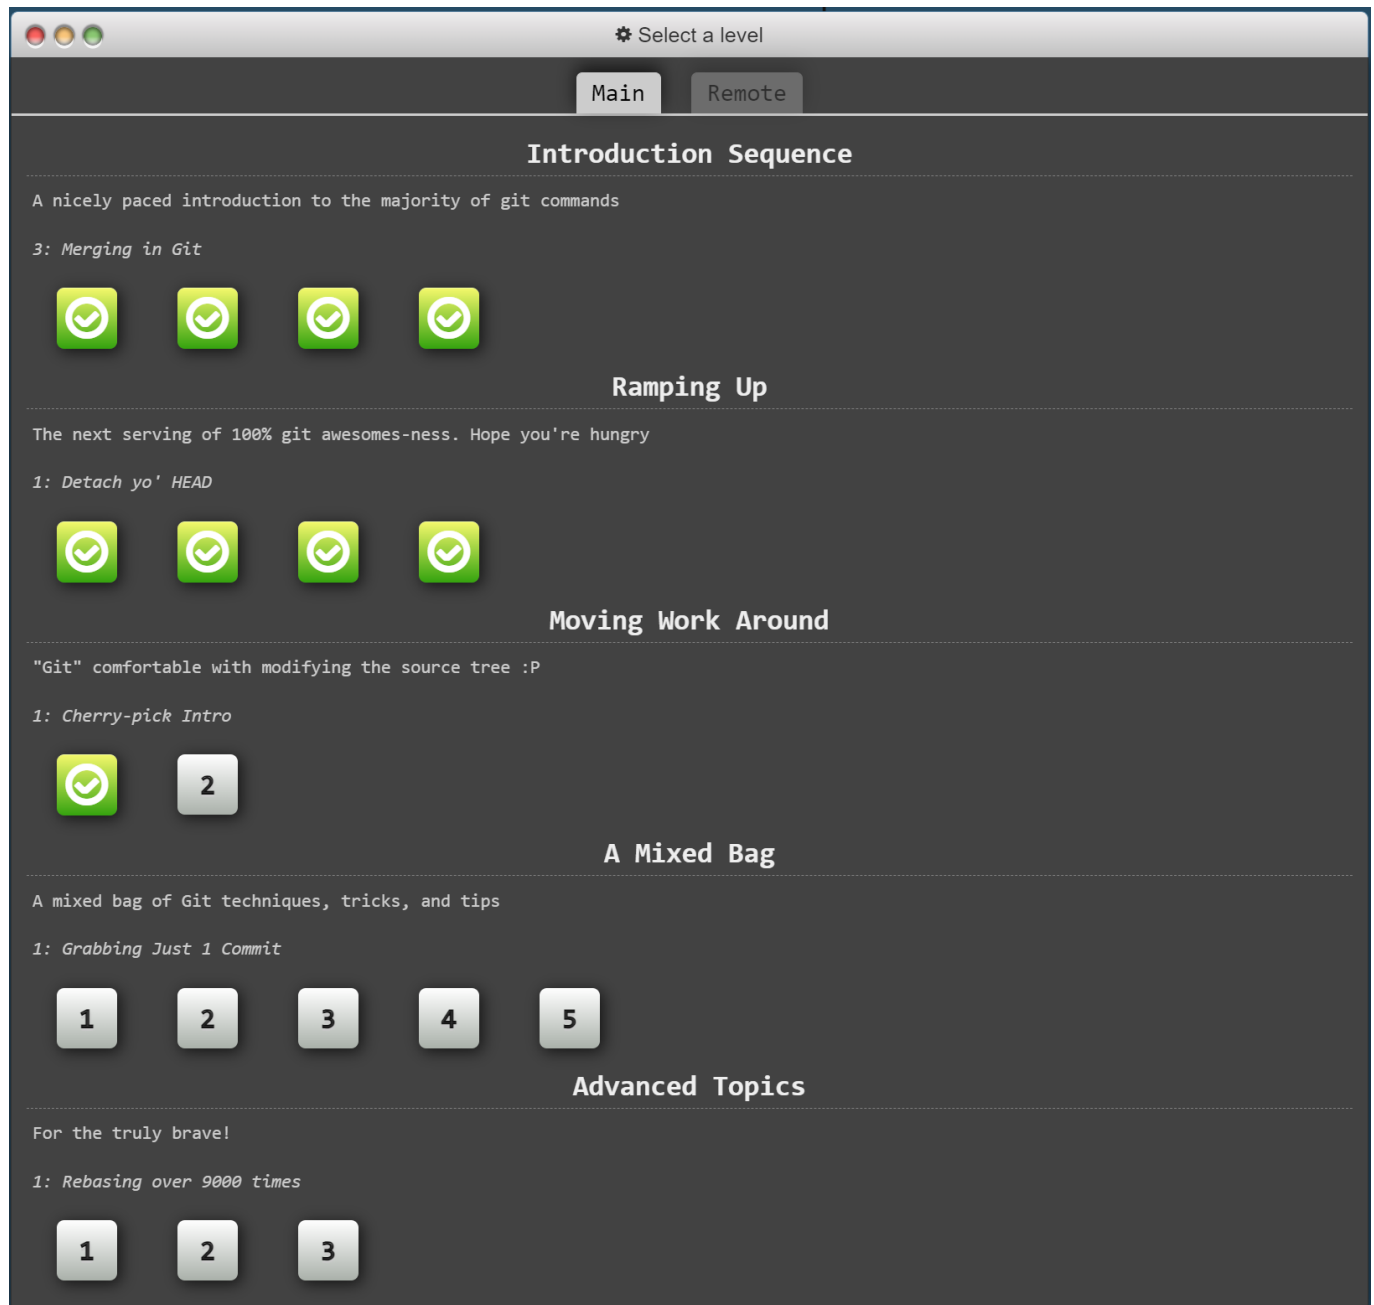 Select a level
Main Remote
Introduction Sequence
A nicely paced introduction to the majority of git commands
3: Merging in Git
Ramping Up
The next serving of 100% git awesomes-ness. Hope you're hungry
1: Detach yo' HEAD
Moving Work Around
"Git" comfortable with modifying the source tree :P
1: Cherry-pick Intro
2
A Mixed Bag
A mixed bag of Git techniques, tricks, and tips
1: Grabbing Just 1 Commit
1 2 3 4 5
Advanced Topics
For the truly brave!
1: Rebasing over 9000 times
1 2 3